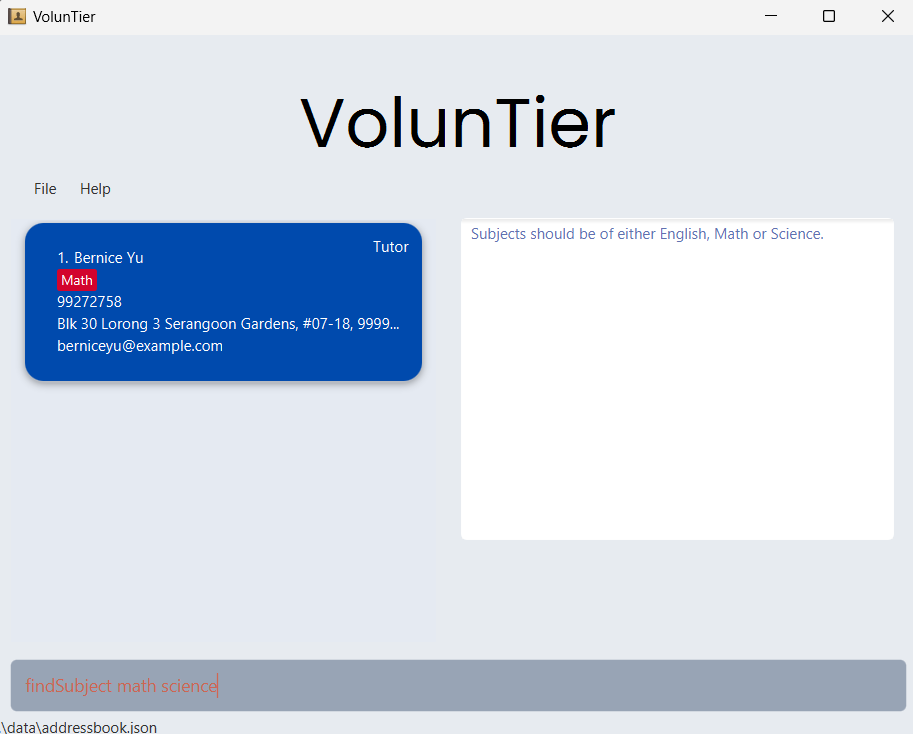 VolunTier
VolunTier
File Help
Tutor
1. Bernice Yu
Math
99272758
Blk 30 Lorong 3 Serangoon Gardens, #07-18, 9999...
berniceyu@example.com
Subjects should be of either English, Math or Science.
findSubject math science
.\data\addressbook.json